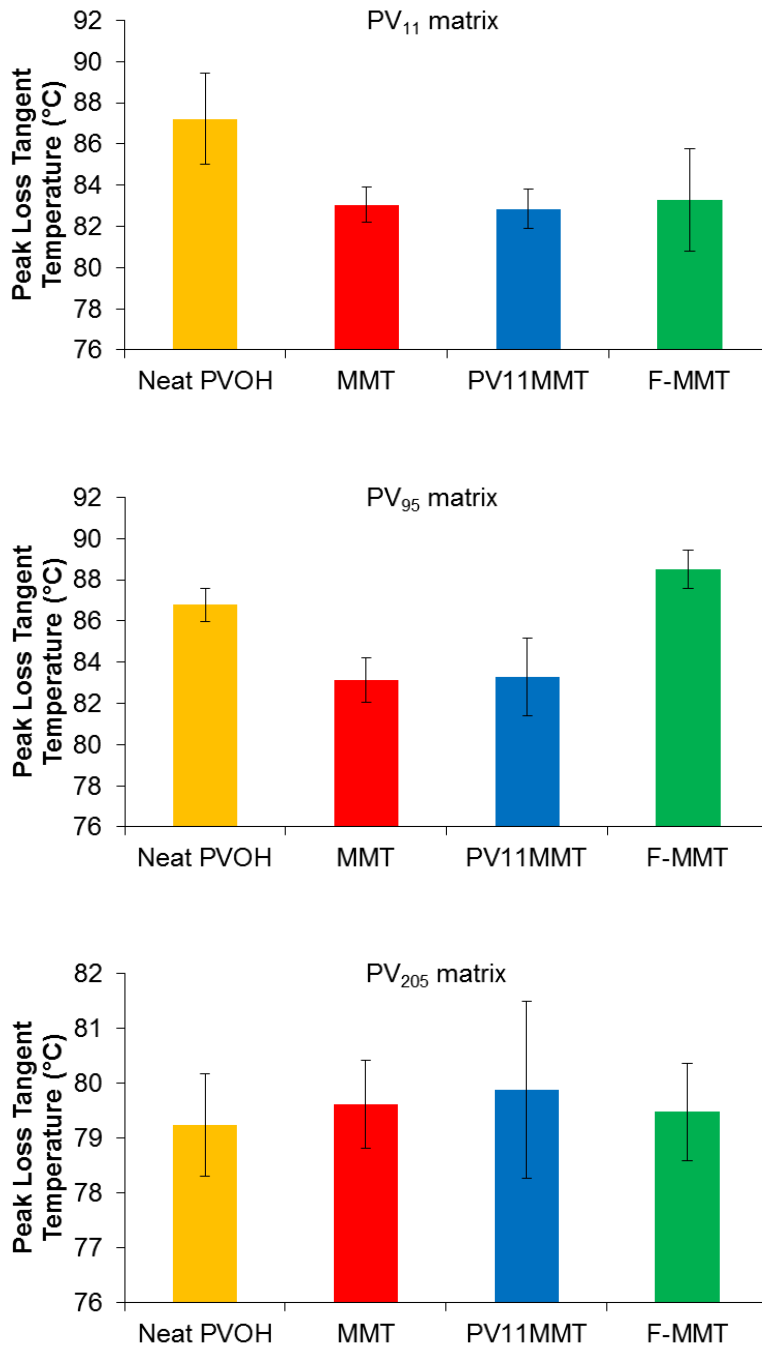 PV₁₁ matrix
Peak Loss Tangent
Temperature (°C)
92
90
88
86
84
82
80
78
76
Neat PVOH MMT PV11MMT F-MMT
PV₉₅ matrix
Peak Loss Tangent
Temperature (°C)
92
90
88
86
84
82
80
78
76
Neat PVOH MMT PV11MMT F-MMT
PV₂₀₅ matrix
Peak Loss Tangent
Temperature (°C)
82
81
80
79
78
77
76
Neat PVOH MMT PV11MMT F-MMT